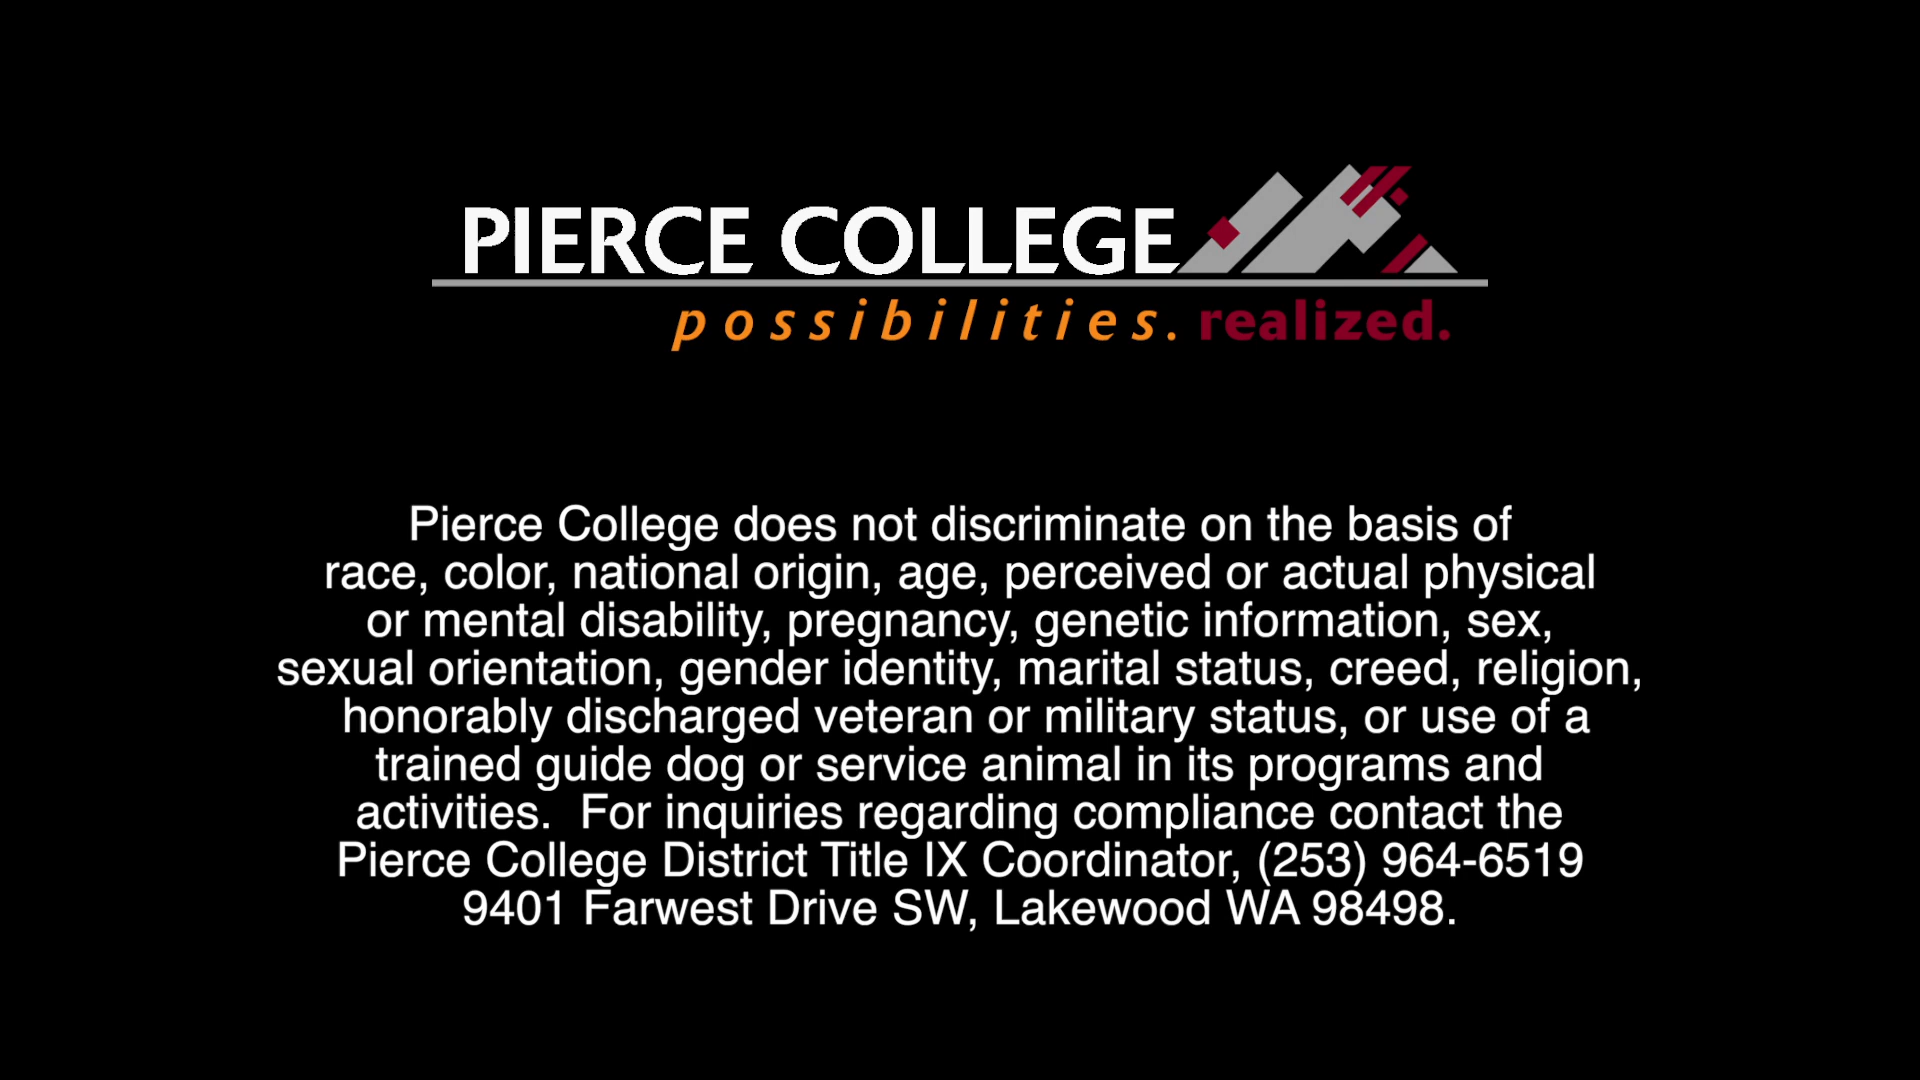 PIERCE COLLEGE
possibilities. realized.
Pierce College does not discriminate on the basis of
race, color, national origin, age, perceived or actual physical
or mental disability, pregnancy, genetic information, sex,
sexual orientation, gender identity, marital status, creed, religion,
honorably discharged veteran or military status, or use of a
trained guide dog or service animal in its programs and
activities.  For inquiries regarding compliance contact the
Pierce College District Title IX Coordinator, (253) 964-6519
9401 Farwest Drive SW, Lakewood WA 98498.